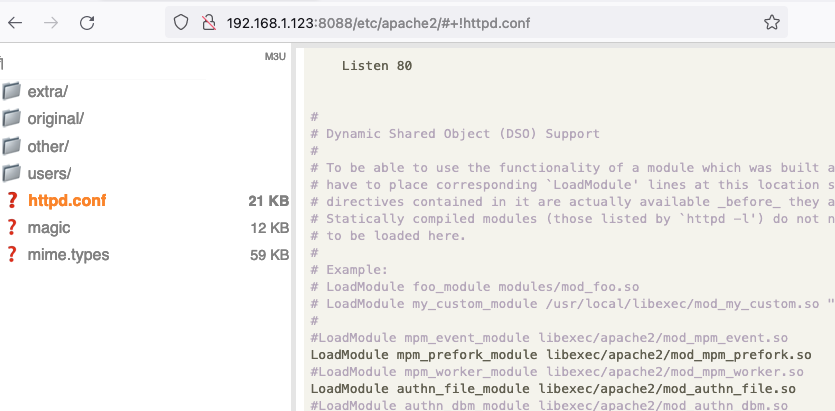 192.168.1.123:8088/etc/apache2/#+!httpd.conf
M3U
extra/
original/
other/
users/
httpd.conf 21 KB
magic 12 KB
mime.types 59 KB
Listen 80
#
# Dynamic Shared Object (DSO) Support
#
# To be able to use the functionality of a module which was built a
# have to place corresponding `LoadModule' lines at this location s
# directives contained in it are actually available _before_ they a
# Statically compiled modules (those listed by `httpd -l') do not n
# to be loaded here.
#
# Example:
# LoadModule foo_module modules/mod_foo.so
# LoadModule my_custom_module /usr/local/libexec/mod_my_custom.so "
#
#LoadModule mpm_event_module libexec/apache2/mod_mpm_event.so
LoadModule mpm_prefork_module libexec/apache2/mod_mpm_prefork.so
#LoadModule mpm_worker_module libexec/apache2/mod_mpm_worker.so
LoadModule authn_file_module libexec/apache2/mod_authn_file.so
#LoadModule authn_dbm_module libexec/apache2/mod_authn_dbm.so